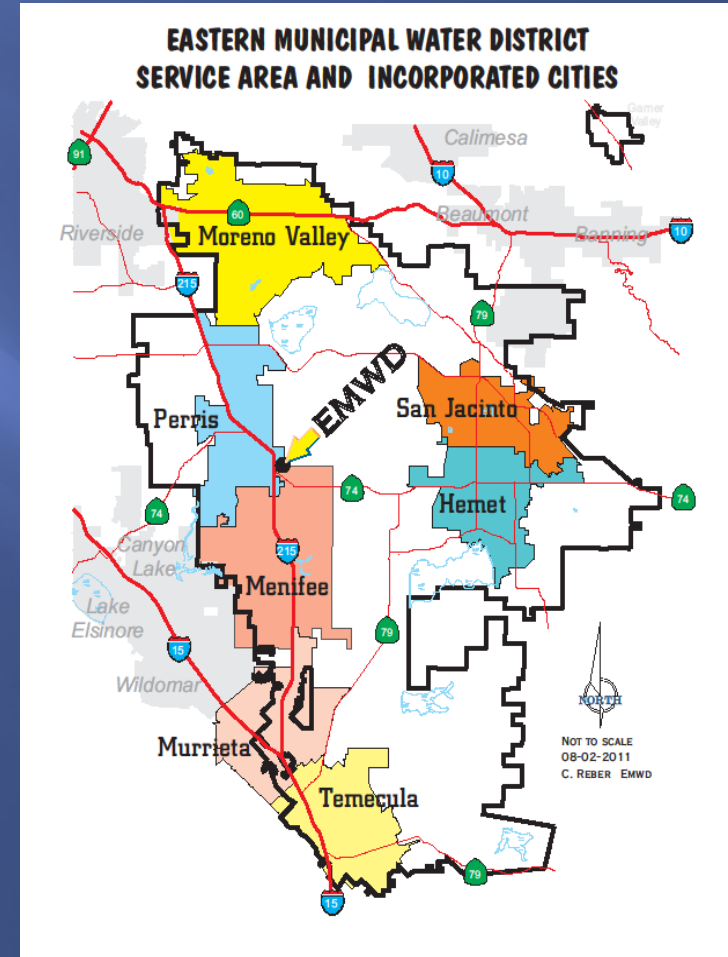 EASTERN MUNICIPAL WATER DISTRICT
SERVICE AREA AND INCORPORATED CITIES
Garner
Valley
Calimesa
91
10
60
Beaumont
Riverside
Moreno Valley
Banning
10
215
79
EMWD
San Jacinto
Perris
74
Hemet
74
74
Canyon
Lake
215
Menifee
Lake
Elsinore
79
15
Wildomar
NORTH
Murrieta
NOT TO SCALE
08-02-2011
C. REBER EMWD
Temecula
79
15